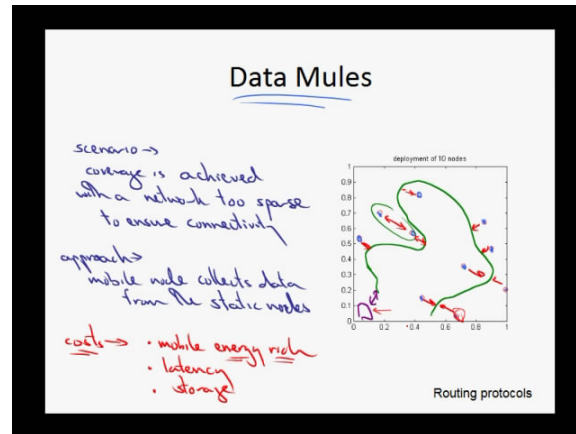 Data Mules
scenario →
coverage is achieved
with a network too sparse
to ensure connectivity
approach →
mobile node collects data
from the static nodes
costs → • mobile energy rich
• latency
• storage
deployment of 10 nodes
1
0.9
0.8
0.7
0.6
0.5
0.4
0.3
0.2
0.1
0
0 0.2 0.4 0.6 0.8 1
D
Routing protocols